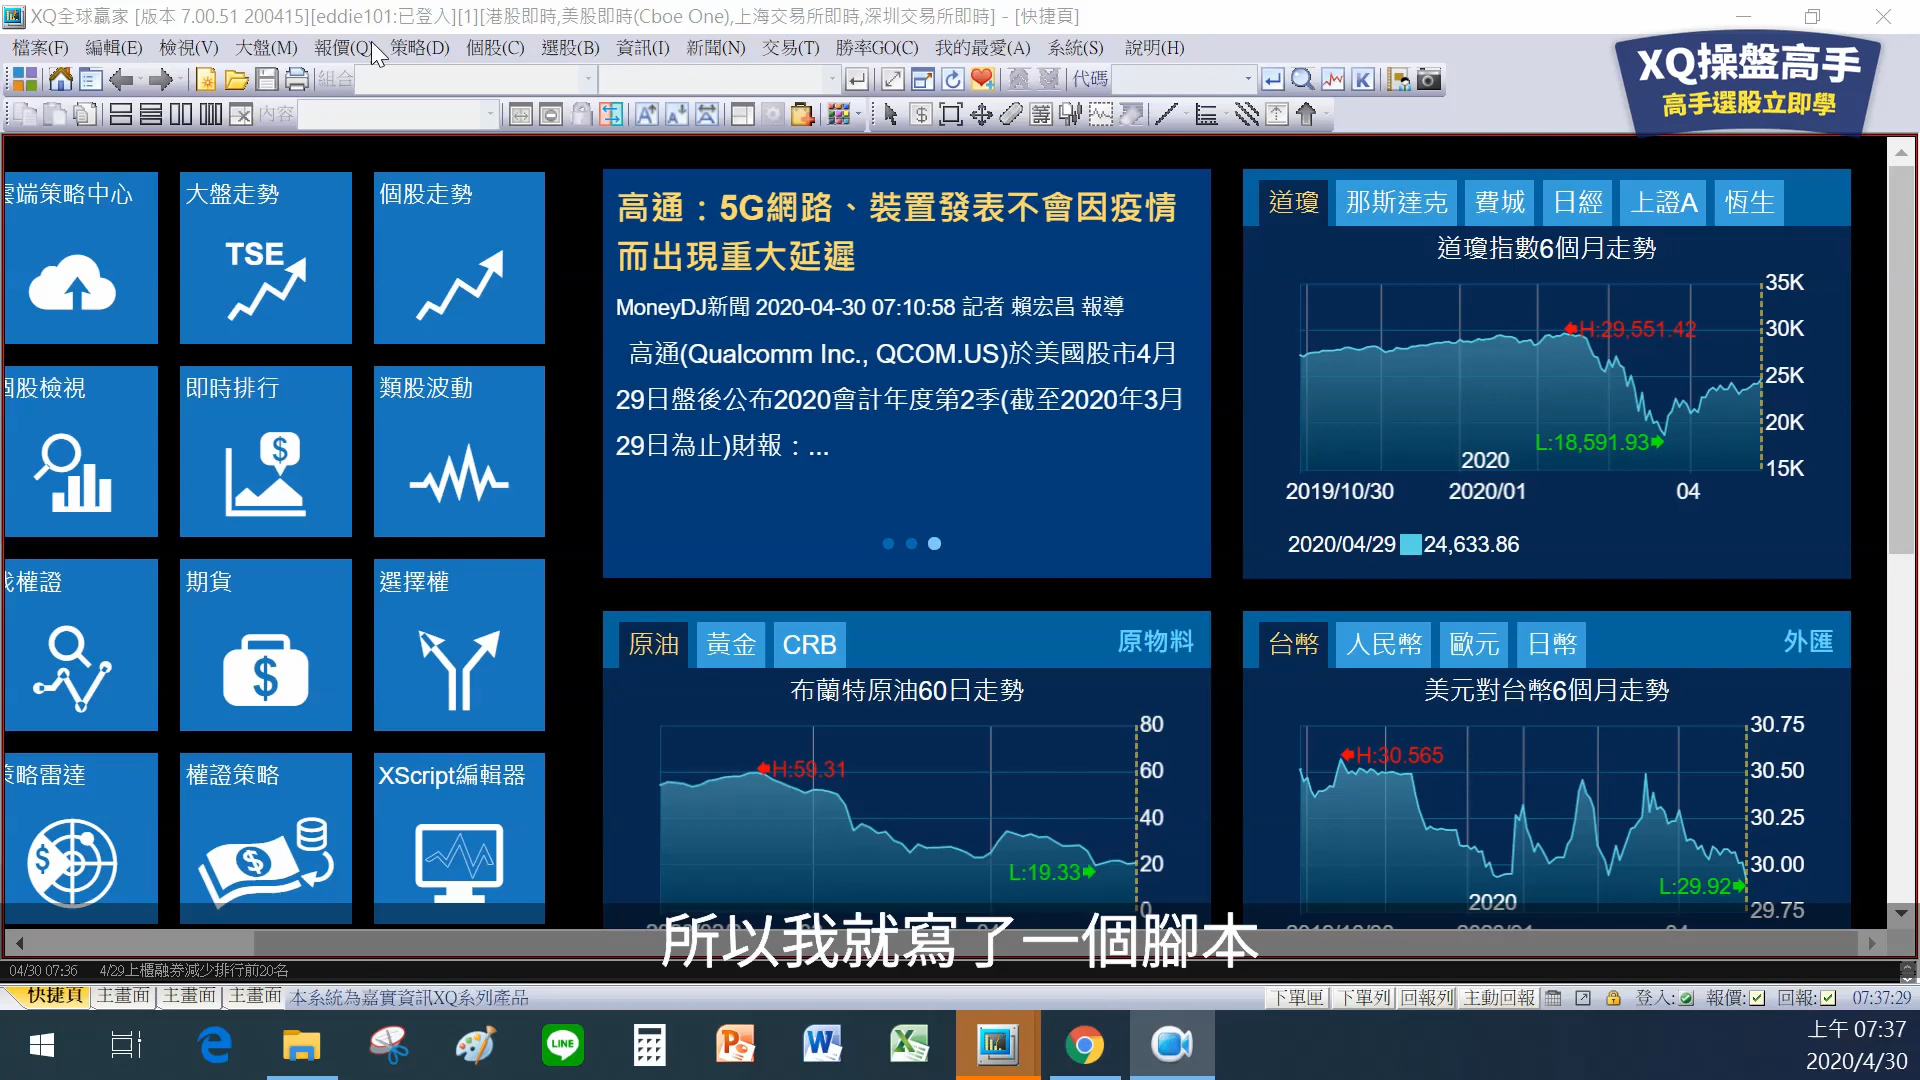 XQ全球贏家 [版本 7.00.51 200415][eddie101:已登入][1][港股即時,美股即時(Cboe One),上海交易所即時,深圳交易所即時] - [快捷頁]
檔案(F) 編輯(E) 檢視(V) 大盤(M) 報價(Q) 策略(D) 個股(C) 選股(B) 資訊(I) 新聞(N) 交易(T) 勝率GO(C) 我的最愛(A) 系統(S) 說明(H)
XQ操盤高手
高手選股立即學
組合
代碼
內容
雲端策略中心
大盤走勢
TSE
個股走勢
個股檢視
即時排行
類股波動
權證
期貨
選擇權
策略雷達
權證策略
XScript編輯器
高通：5G網路、裝置發表不會因疫情
而出現重大延遲
MoneyDJ新聞 2020-04-30 07:10:58 記者 賴宏昌 報導
高通(Qualcomm Inc., QCOM.US)於美國股市4月
29日盤後公布2020會計年度第2季(截至2020年3月
29日為止)財報：...
道瓊 那斯達克 費城 日經 上證A 恆生
道瓊指數6個月走勢
35K
30K
25K
20K
15K
H:29,551.42
L:18,591.93
2020
2019/10/30 2020/01 04
2020/04/29 24,633.86
原油 黃金 CRB 原物料
布蘭特原油60日走勢
80
60
40
20
0
H:59.31
L:19.33
台幣 人民幣 歐元 日幣 外匯
美元對台幣6個月走勢
30.75
30.50
30.25
30.00
29.75
H:30.565
L:29.92
2020
所以我就寫了一個腳本
04/30 07:36 4/29上櫃融券減少排行前20名
快捷頁 主畫面 主畫面 主畫面 本系統為嘉實資訊XQ系列產品
下單匣 下單列 回報列 主動回報 登入: 報價: 回報: 07:37:29
LINE
上午 07:37
2020/4/30